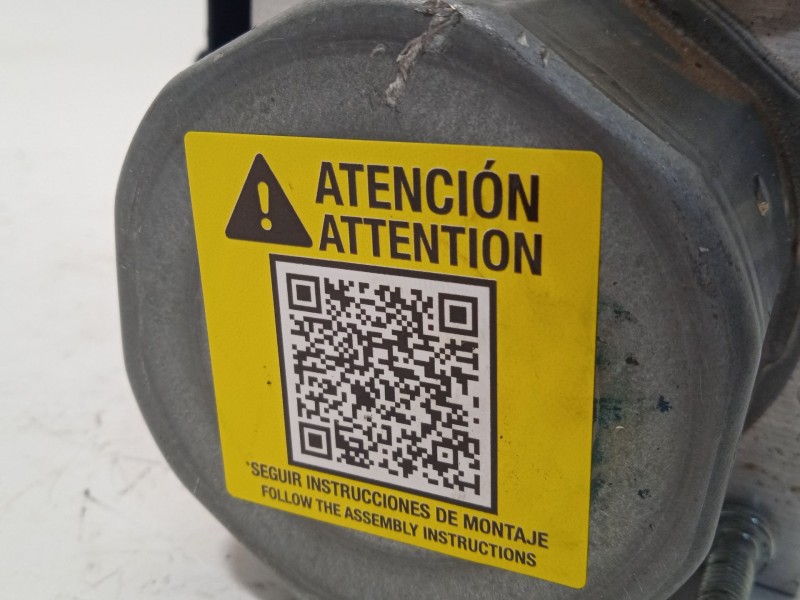 ATENCIÓN
ATTENTION
*SEGUIR INSTRUCCIONES DE MONTAJE
FOLLOW THE ASSEMBLY INSTRUCTIONS